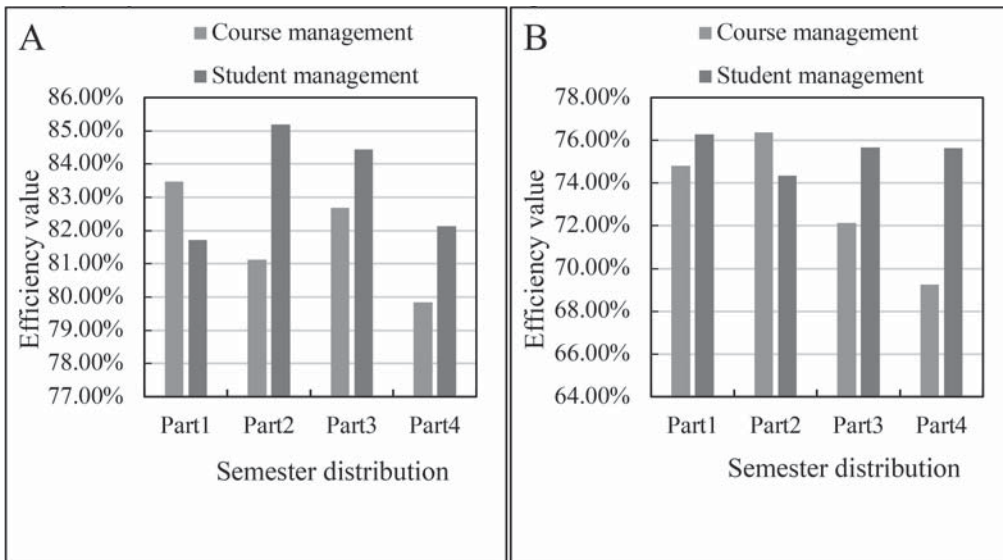 A
Course management
Student management
Efficiency value
86.00%
85.00%
84.00%
83.00%
82.00%
81.00%
80.00%
79.00%
78.00%
77.00%
Part1 Part2 Part3 Part4
Semester distribution
B
Course management
Student management
Efficiency value
78.00%
76.00%
74.00%
72.00%
70.00%
68.00%
66.00%
64.00%
Part1 Part2 Part3 Part4
Semester distribution